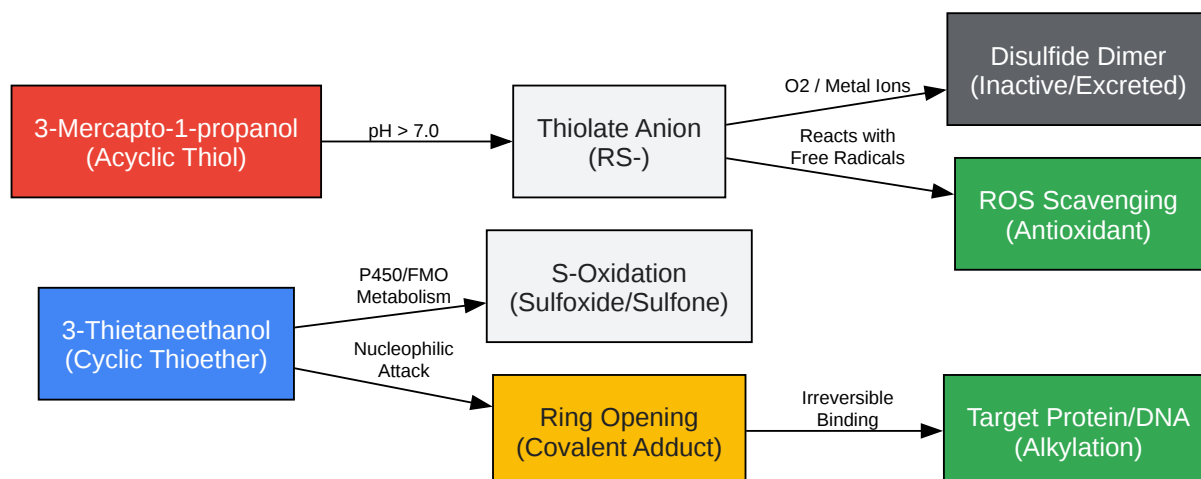 3-Mercapto-1-propanol
(Acyclic Thiol)
pH > 7.0
Thiolate Anion
(RS-)
O2 / Metal Ions
Disulfide Dimer
(Inactive/Excreted)
Reacts with
Free Radicals
ROS Scavenging
(Antioxidant)
3-Thietaneethanol
(Cyclic Thioether)
P450/FMO
Metabolism
S-Oxidation
(Sulfoxide/Sulfone)
Nucleophilic
Attack
Ring Opening
(Covalent Adduct)
Irreversible
Binding
Target Protein/DNA
(Alkylation)